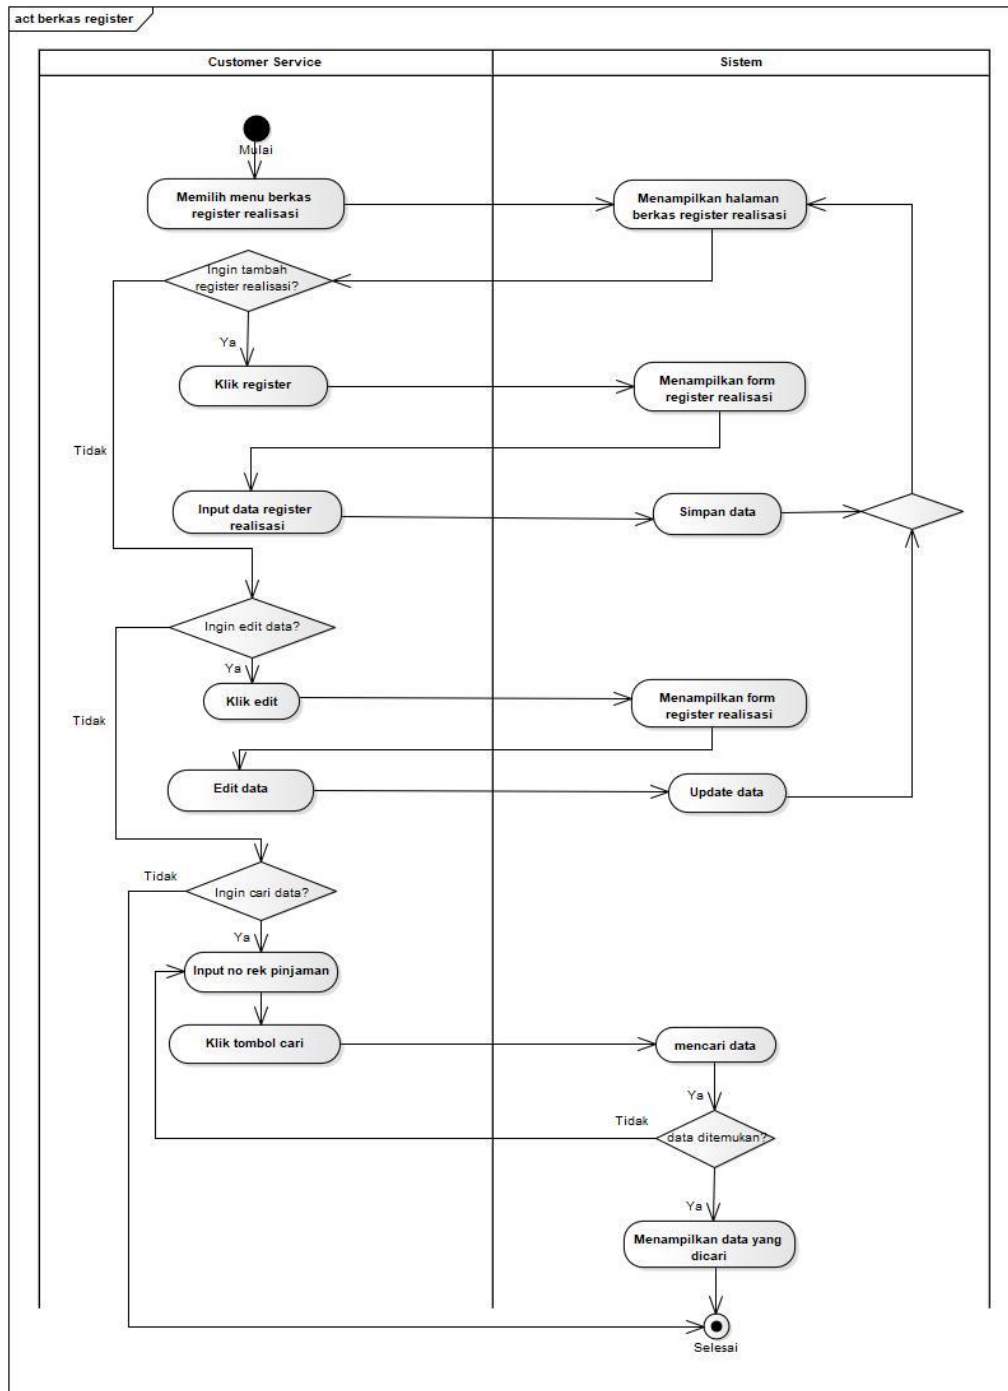 act berkas register
Customer Service
Sistem
Mulai
Memilih menu berkas
register realisasi
Menampilkan halaman
berkas register realisasi
Ingin tambah
register realisasi?
Ya
Klik register
Menampilkan form
register realisasi
Tidak
Input data register
realisasi
Simpan data
Ingin edit data?
Ya
Klik edit
Menampilkan form
register realisasi
Tidak
Edit data
Update data
Tidak
Ingin cari data?
Ya
Input no rek pinjaman
Klik tombol cari
mencari data
Ya
Tidak
data ditemukan?
Ya
Menampilkan data yang
dicari
Selesai